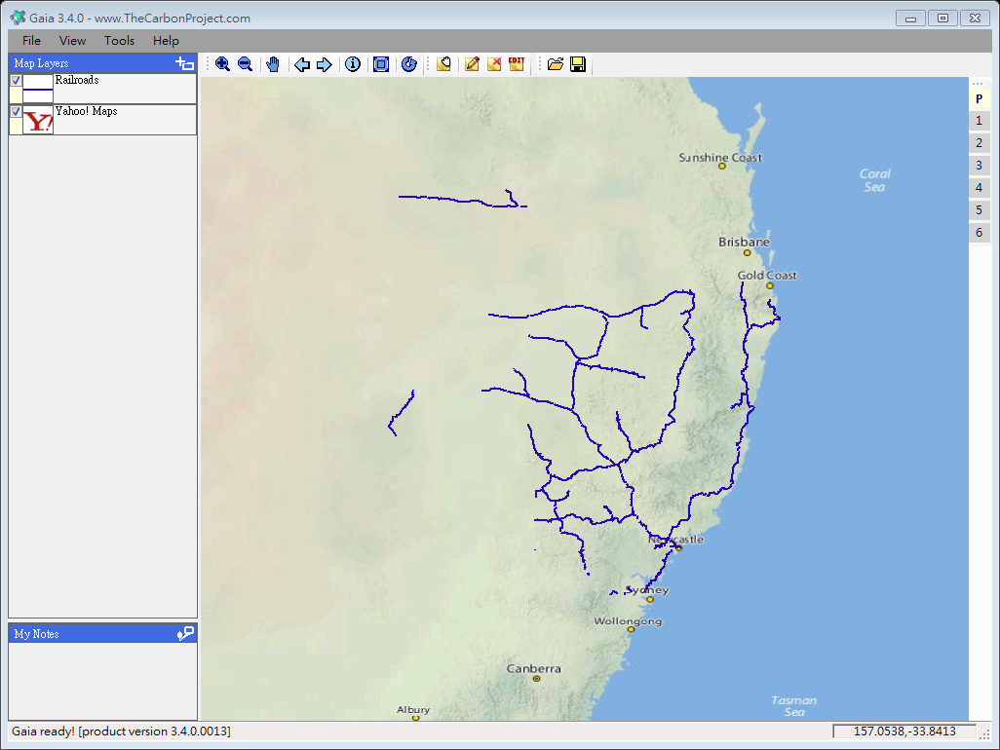 Gaia 3.4.0 - www.TheCarbonProject.com
File View Tools Help
Map Layers
Railroads
Y!
Yahoo! Maps
EDIT
P
1
2
3
4
5
6
Sunshine Coast
Coral
Sea
Brisbane
Gold Coast
Newcastle
Sydney
Wollongong
Canberra
Albury
Tasman
Sea
My Notes
Gaia ready! [product version 3.4.0.0013]
157.0538,-33.8413